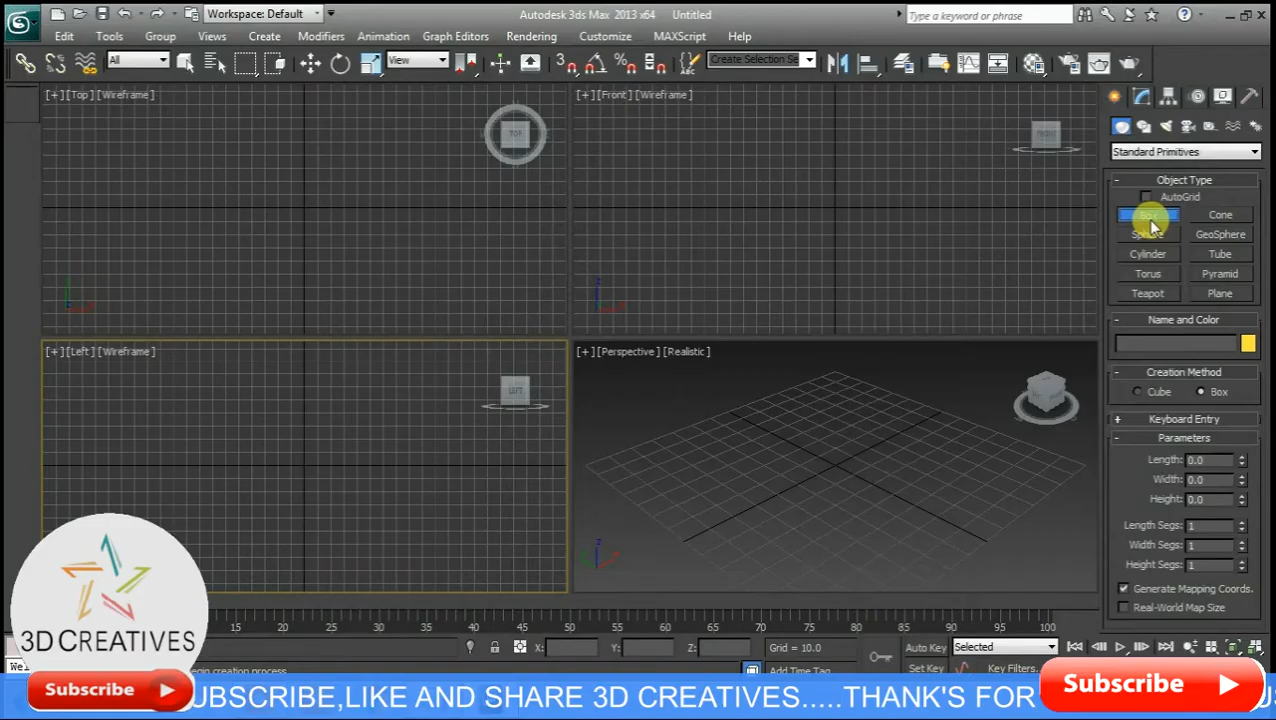 Workspace: Default
Autodesk 3ds Max 2013 x64 Untitled
Type a keyword or phrase
Edit Tools Group Views Create Modifiers Animation Graph Editors Rendering Customize MAXScript Help
All
View
3
Create Selection Se
[+] [Top] [Wireframe]
TOP
[+] [Front] [Wireframe]
FRONT
Standard Primitives
- Object Type
AutoGrid
Box Cone
Sphere GeoSphere
Cylinder Tube
Torus Pyramid
Teapot Plane
- Name and Color
[+] [Left] [Wireframe]
LEFT
[+] [Perspective] [Realistic]
- Creation Method
Cube Box
+ Keyboard Entry
- Parameters
Length: 0.0
Width: 0.0
Height: 0.0
Length Segs: 1
Width Segs: 1
Height Segs: 1
Generate Mapping Coords.
Real-World Map Size
15 20 25 30 35 40 45 50 55 60 65 70 75 80 85 90 95 100
X: Y: Z: Grid = 10.0
Auto Key Selected
Add Time Tag
Set Key Key Filters...
3D CREATIVES
Subscribe
UBSCRIBE,LIKE AND SHARE 3D CREATIVES.....THANK'S FOR
Subscribe